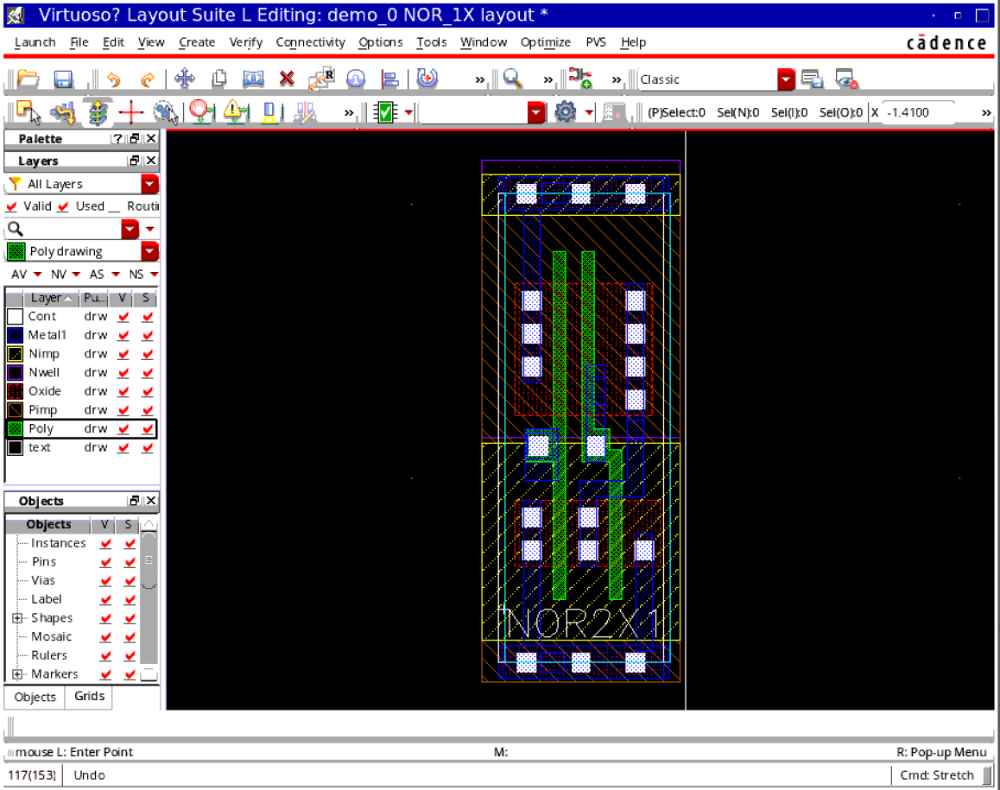 Virtuoso? Layout Suite L Editing: demo_0 NOR_1X layout *
Launch File Edit View Create Verify Connectivity Options Tools Window Optimize PVS Help cādence
R » » » Classic
» (P)Select:0 Sel(N):0 Sel(I):0 Sel(O):0 X -1.4100 »
Palette ?
Layers
All Layers
Valid Used Routi
Poly drawing
AV NV AS NS
Layer Pu... V S
Cont drw
Metal1 drw
Nimp drw
Nwell drw
Oxide drw
Pimp drw
Poly drw
text drw
Objects
Objects V S
Instances
Pins
Vias
Label
Shapes
Mosaic
Rulers
Markers
Objects Grids
NOR2X1
mouse L: Enter Point M: R: Pop-up Menu
117(153) Undo Cmd: Stretch